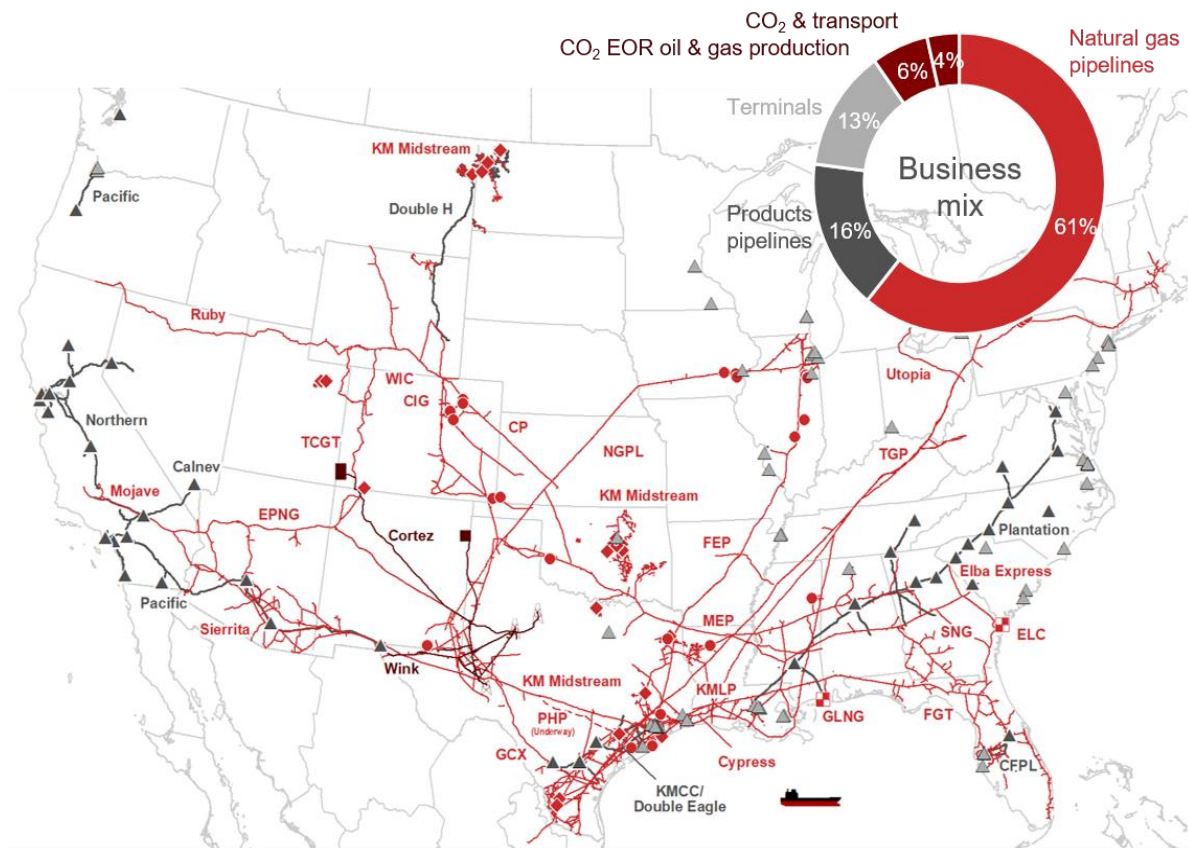 CO₂ & transport
CO₂ EOR oil & gas production
Natural gas
pipelines
6%
4%
Terminals
13%
Business
mix
Products
pipelines
16%
61%
KM Midstream
Pacific
Double H
Ruby
WIC
CIG
Utopia
Northern
CP
TCGT
NGPL
TGP
Calnev
Mojave
KM Midstream
EPNG
Cortez
Plantation
FEP
Elba Express
Pacific
Sierrita
MEP
SNG
ELC
Wink
KM Midstream
KMLP
PHP
(Underway)
GLNG
FGT
GCX
Cypress
CFPL
KMCC/
Double Eagle